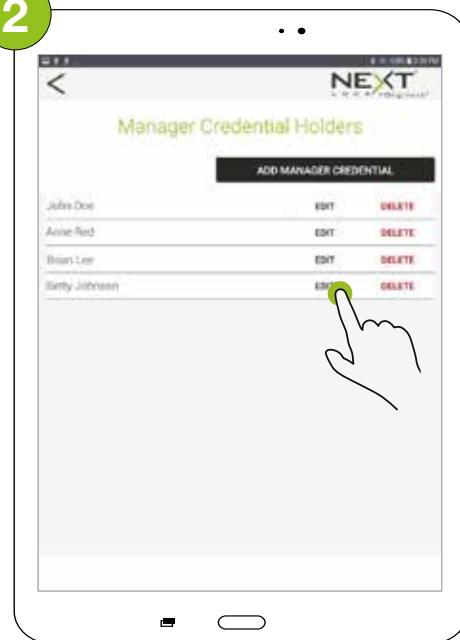 2
NEXT
Manager Credential Holders
ADD MANAGER CREDENTIAL
John Doe EDIT DELETE
Anne Red EDIT DELETE
Brian Lee EDIT DELETE
Betty Johnson EDIT DELETE